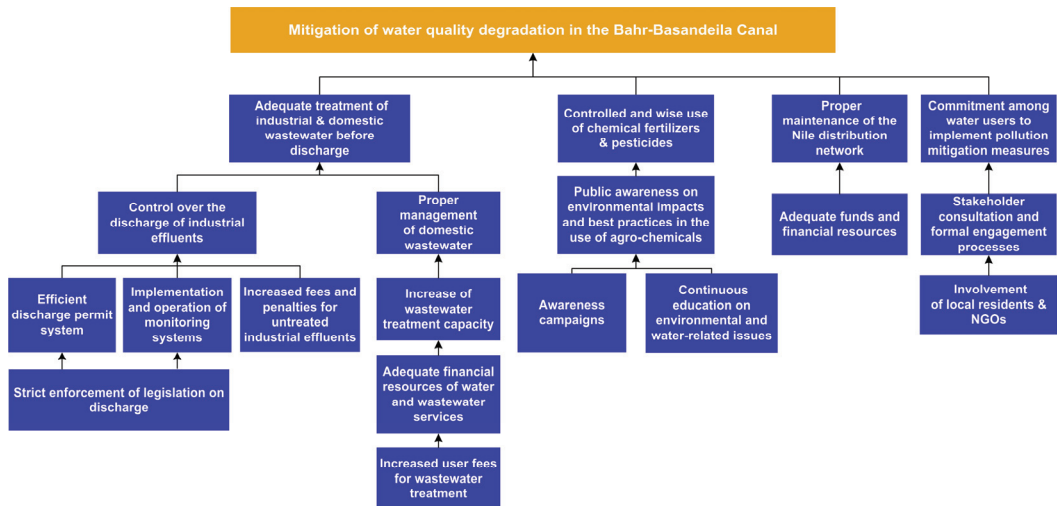 Mitigation of water quality degradation in the Bahr-Basandeila Canal
Adequate treatment of
industrial & domestic
wastewater before
discharge
Controlled and wise use
of chemical fertilizers
& pesticides
Proper
maintenance of the
Nile distribution
network
Commitment among
water users to
implement pollution
mitigation measures
Control over the
discharge of industrial
effluents
Proper
management
of domestic
wastewater
Public awareness on
environmental impacts
and best practices in
the use of agro-chemicals
Adequate funds and
financial resources
Stakeholder
consultation and
formal engagement
processes
Efficient
discharge permit
system
Implementation
and operation of
monitoring
systems
Increased fees and
penalties for
untreated
industrial effluents
Increase of
wastewater
treatment capacity
Awareness
campaigns
Continuous
education on
environmental and
water-related issues
Involvement
of local residents &
NGOs
Strict enforcement of legislation on
discharge
Adequate financial
resources of water
and wastewater
services
Increased user fees
for wastewater
treatment